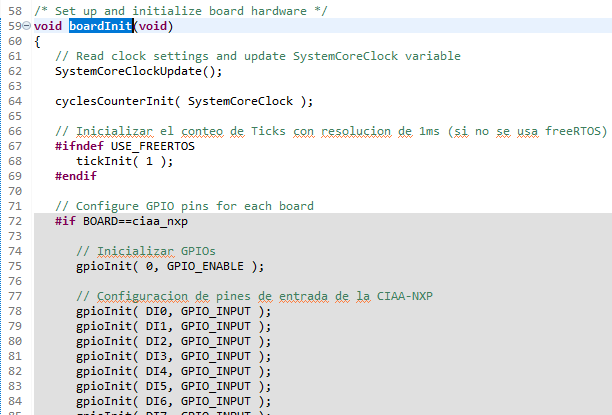 58 /* Set up and initialize board hardware */
59 void boardInit(void)
60 {
61 // Read clock settings and update SystemCoreClock variable
62 SystemCoreClockUpdate();
63
64 cyclesCounterInit( SystemCoreClock );
65
66 // Inicializar el conteo de Ticks con resolucion de 1ms (si no se usa freeRTOS)
67 #ifndef USE_FREERTOS
68 tickInit( 1 );
69 #endif
70
71 // Configure GPIO pins for each board
72 #if BOARD==ciaa_nxp
73
74 // Inicializar GPIOs
75 gpioInit( 0, GPIO_ENABLE );
76
77 // Configuracion de pines de entrada de la CIAA-NXP
78 gpioInit( DI0, GPIO_INPUT );
79 gpioInit( DI1, GPIO_INPUT );
80 gpioInit( DI2, GPIO_INPUT );
81 gpioInit( DI3, GPIO_INPUT );
82 gpioInit( DI4, GPIO_INPUT );
83 gpioInit( DI5, GPIO_INPUT );
84 gpioInit( DI6, GPIO_INPUT );
85 gpioInit( DI7, GPIO_INPUT );